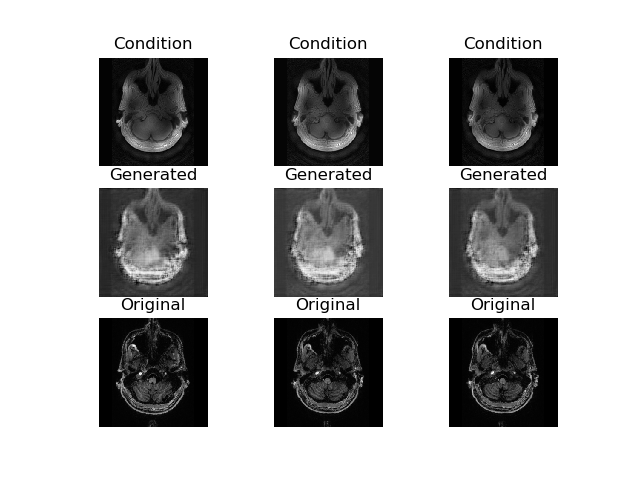 Condition Condition Condition
Generated Generated Generated
Original Original Original